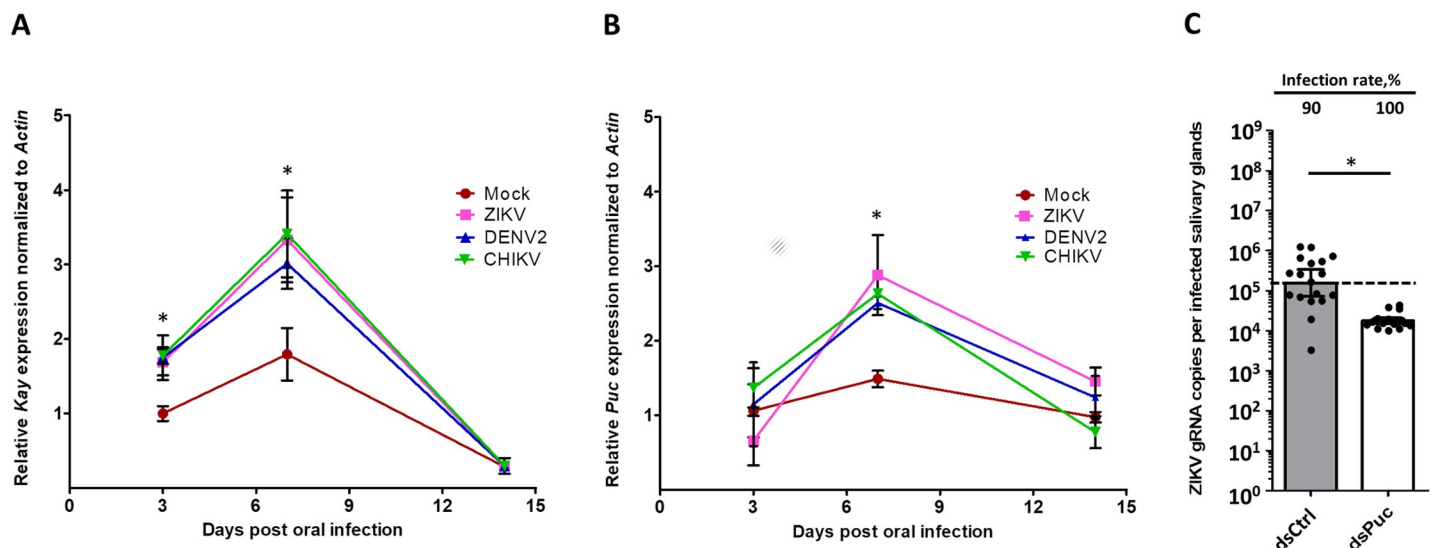 A
Relative Kay expression normalized to Actin
5
4
3
2
1
0 3 6 9 12 15
Days post oral infection
*
*
Mock
ZIKV
DENV2
CHIKV
B
Relative Puc expression normalized to Actin
5
4
3
2
1
0 3 6 9 12 15
Days post oral infection
*
Mock
ZIKV
DENV2
CHIKV
C
Infection rate,%
90 100
ZIKV gRNA copies per infected salivary glands
10⁹
10⁸
10⁷
10⁶
10⁵
10⁴
10³
10²
10¹
10⁰
*
dsCtrl dsPuc